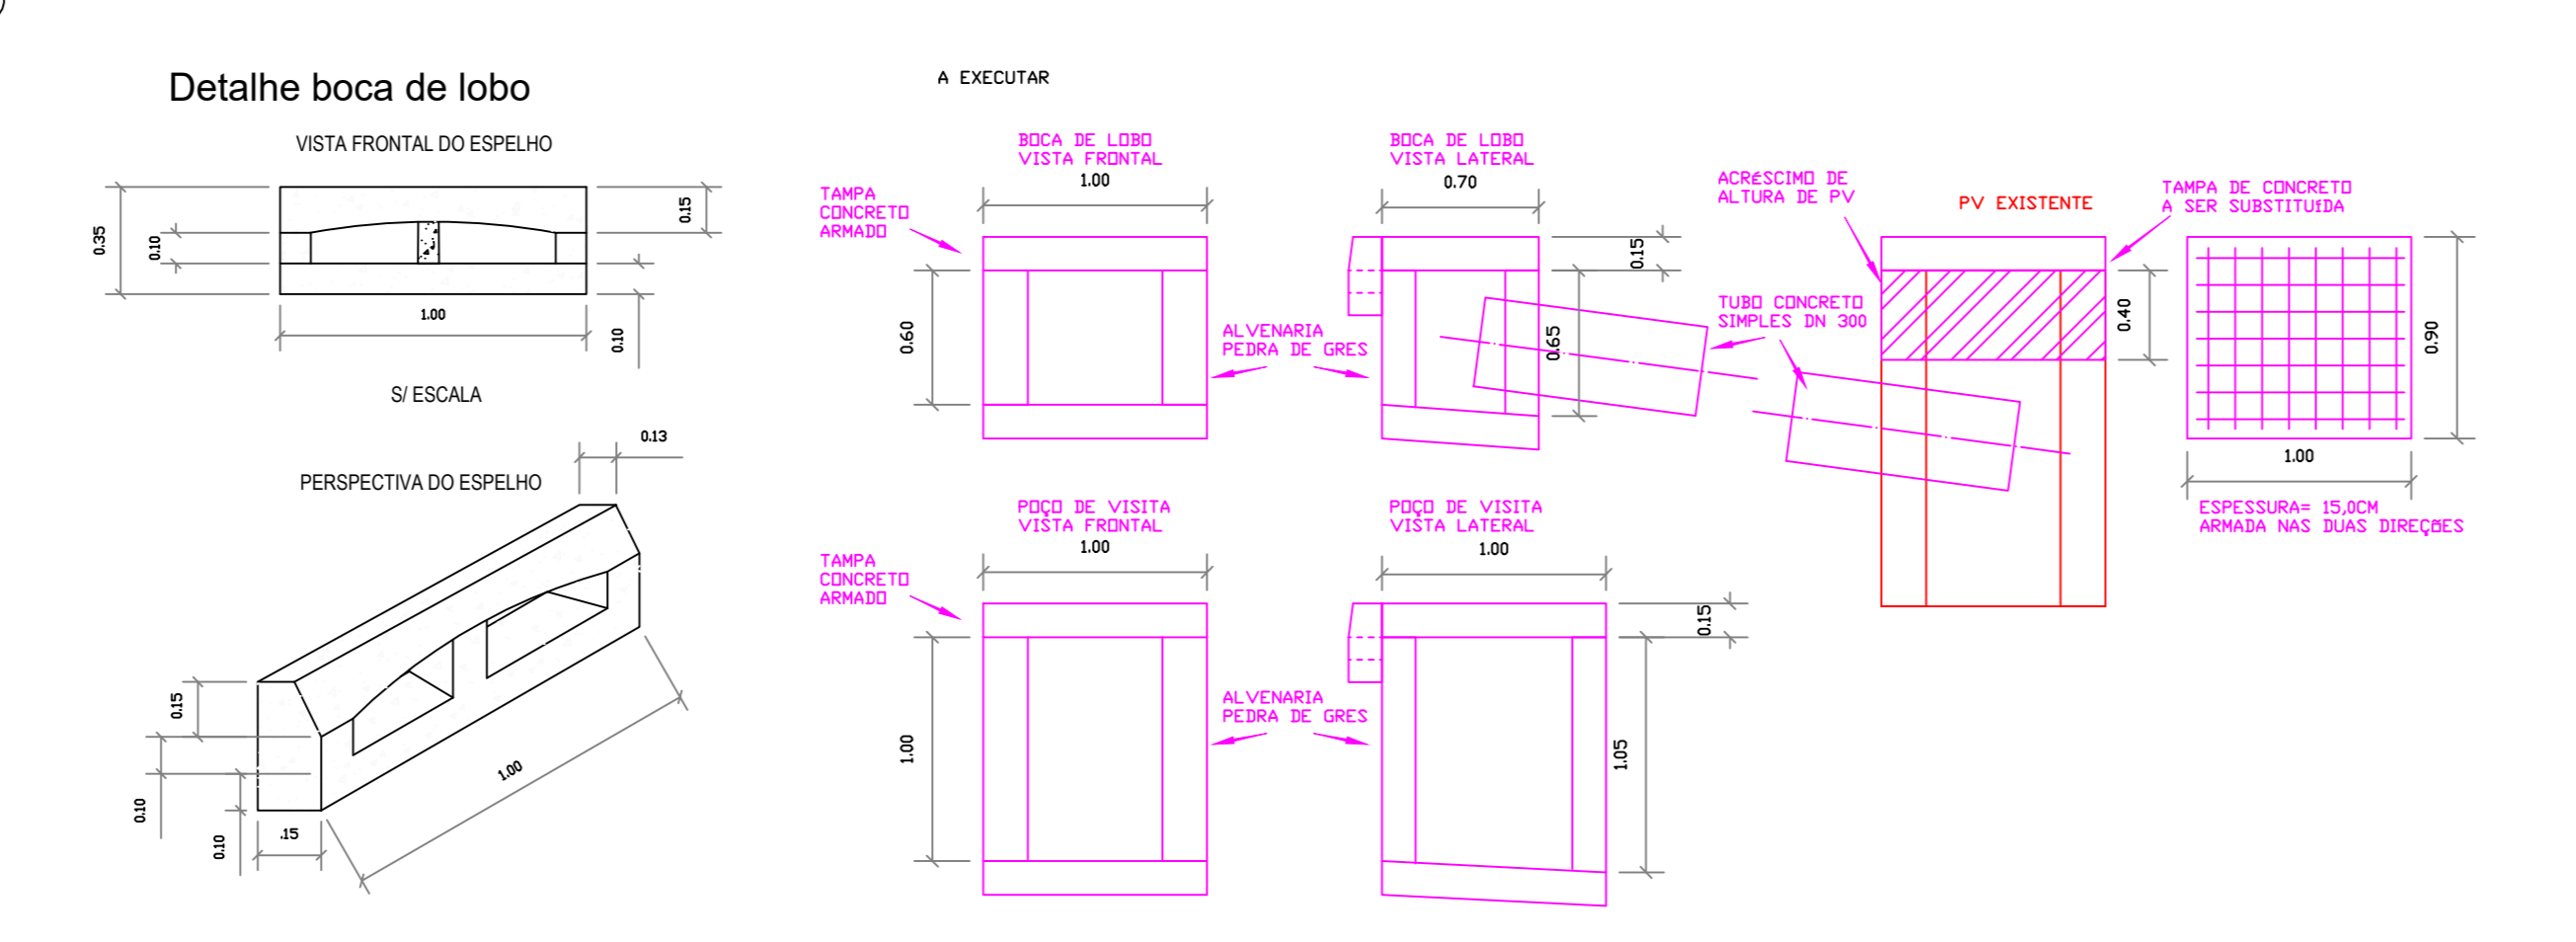 Detalhe boca de lobo
VISTA FRONTAL DO ESPELHO
0.35
0.10
0.15
1.00
0.10
S/ ESCALA
PERSPECTIVA DO ESPELHO
0.13
0.15
0.10
0.10
.15
1.00
A EXECUTAR
BOCA DE LOBO
VISTA FRONTAL
1.00
TAMPA
CONCRETO
ARMADO
0.60
ALVENARIA
PEDRA DE GRES
BOCA DE LOBO
VISTA LATERAL
0.70
0.15
0.65
TUBO CONCRETO
SIMPLES DN 300
ACRÉSCIMO DE
ALTURA DE PV
PV EXISTENTE
TAMPA DE CONCRETO
A SER SUBSTITUÍDA
0.40
0.90
1.00
ESPESSURA= 15,0CM
ARMADA NAS DUAS DIREÇÕES
POÇO DE VISITA
VISTA FRONTAL
1.00
TAMPA
CONCRETO
ARMADO
1.00
ALVENARIA
PEDRA DE GRES
POÇO DE VISITA
VISTA LATERAL
1.00
0.15
1.05